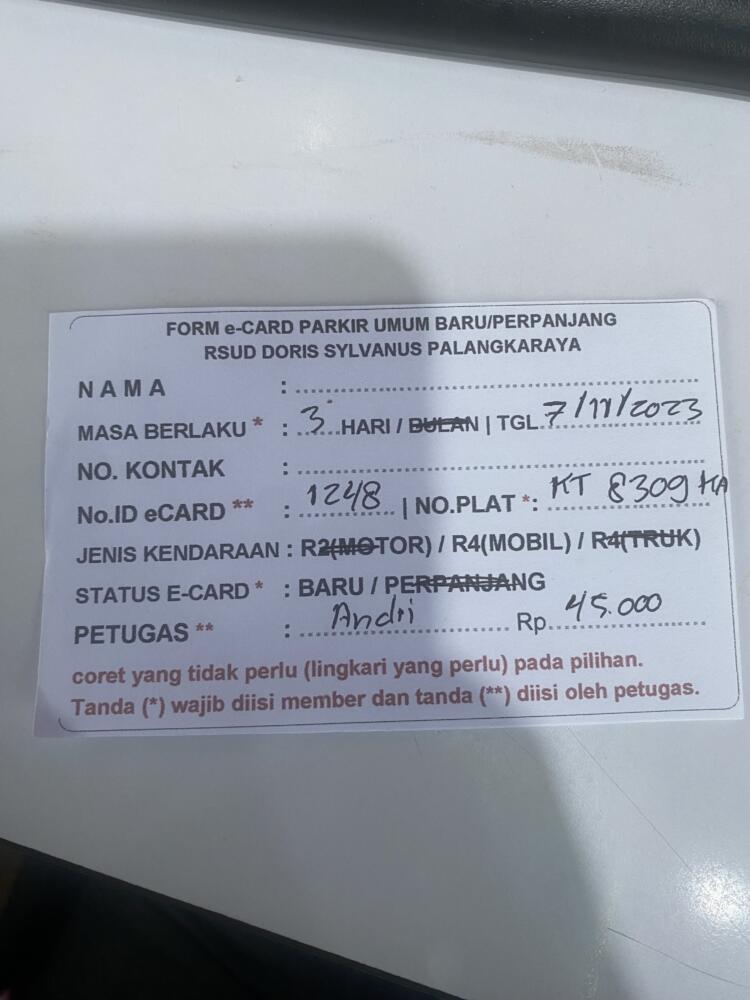 FORM e-CARD PARKIR UMUM BARU/PERPANJANG
RSUD DORIS SYLVANUS PALANGKARAYA
NAMA :
MASA BERLAKU * : 3 HARI / BULAN | TGL 7/11/2023
NO. KONTAK :
No.ID eCARD ** : 1248 | NO.PLAT *: KT 8309 KA
JENIS KENDARAAN : R2(MOTOR) / R4(MOBIL) / R4(TRUK)
STATUS E-CARD * : BARU / PERPANJANG
PETUGAS ** : Andri Rp. 45.000
coret yang tidak perlu (lingkari yang perlu) pada pilihan.
Tanda (*) wajib diisi member dan tanda (**) diisi oleh petugas.